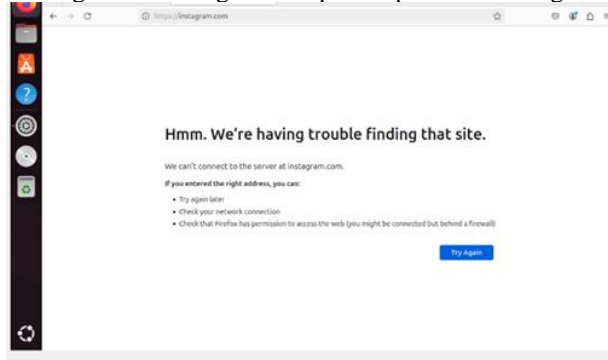 https://instagram.com
Hmm. We're having trouble finding that site.
We can't connect to the server at instagram.com.
If you entered the right address, you can:
• Try again later
• Check your network connection
• Check that Firefox has permission to access the web (you might be connected but behind a firewall)
Try Again